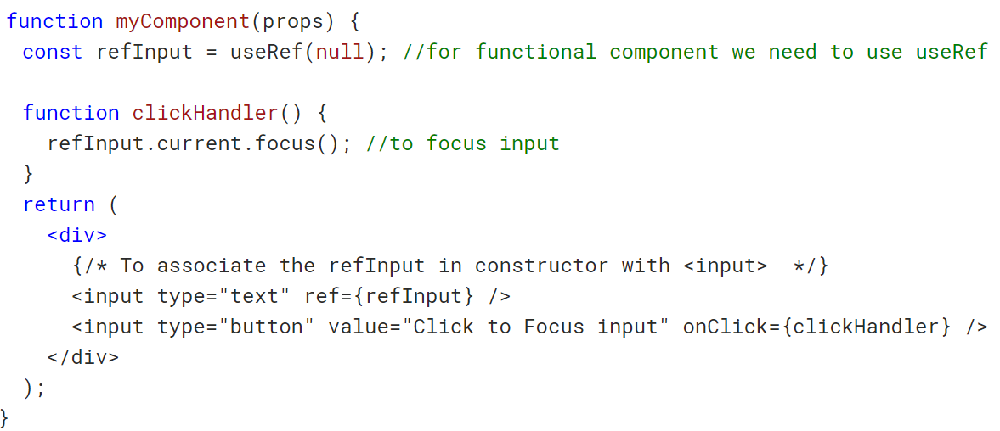 function myComponent(props) {
  const refInput = useRef(null); //for functional component we need to use useRef

  function clickHandler() {
    refInput.current.focus(); //to focus input
  }
  return (
    <div>
      {/* To associate the refInput in constructor with <input>  */}
      <input type="text" ref={refInput} />
      <input type="button" value="Click to Focus input" onClick={clickHandler} />
    </div>
  );
}